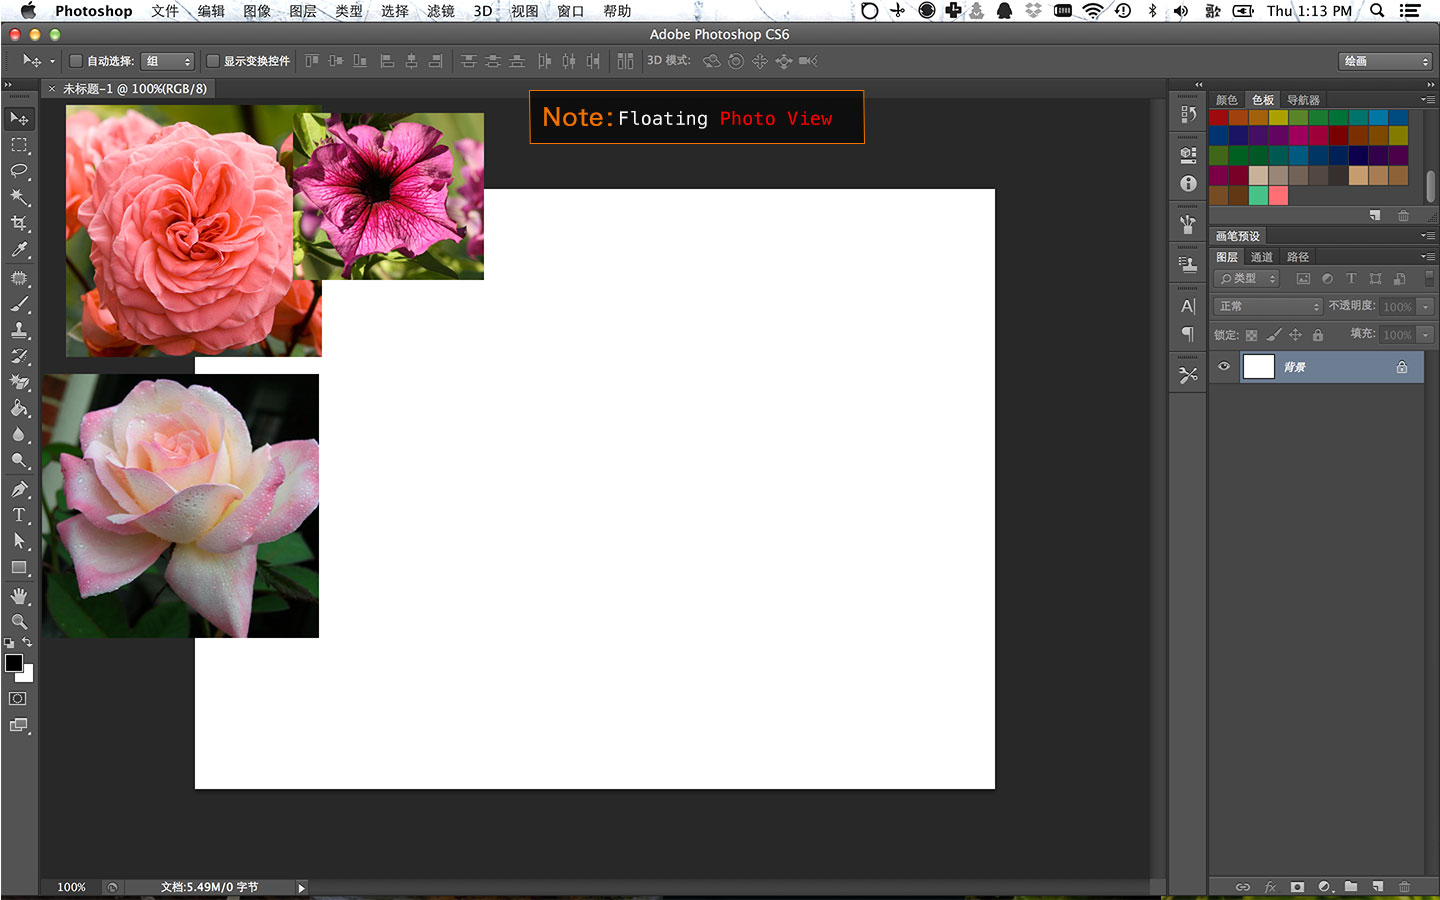 Photoshop 文件 编辑 图像 图层 类型 选择 滤镜 3D 视图 窗口 帮助 Thu 1:13 PM
Adobe Photoshop CS6
自动选择: 组 显示变换控件 3D 模式: 绘画
× 未标题-1 @ 100%(RGB/8)
Note: Floating Photo View
颜色 色板 导航器
画笔预设
图层 通道 路径
类型 T
正常 不透明度: 100%
锁定: 填充: 100%
背景
A
T
100% 文档:5.49M/0 字节
fx